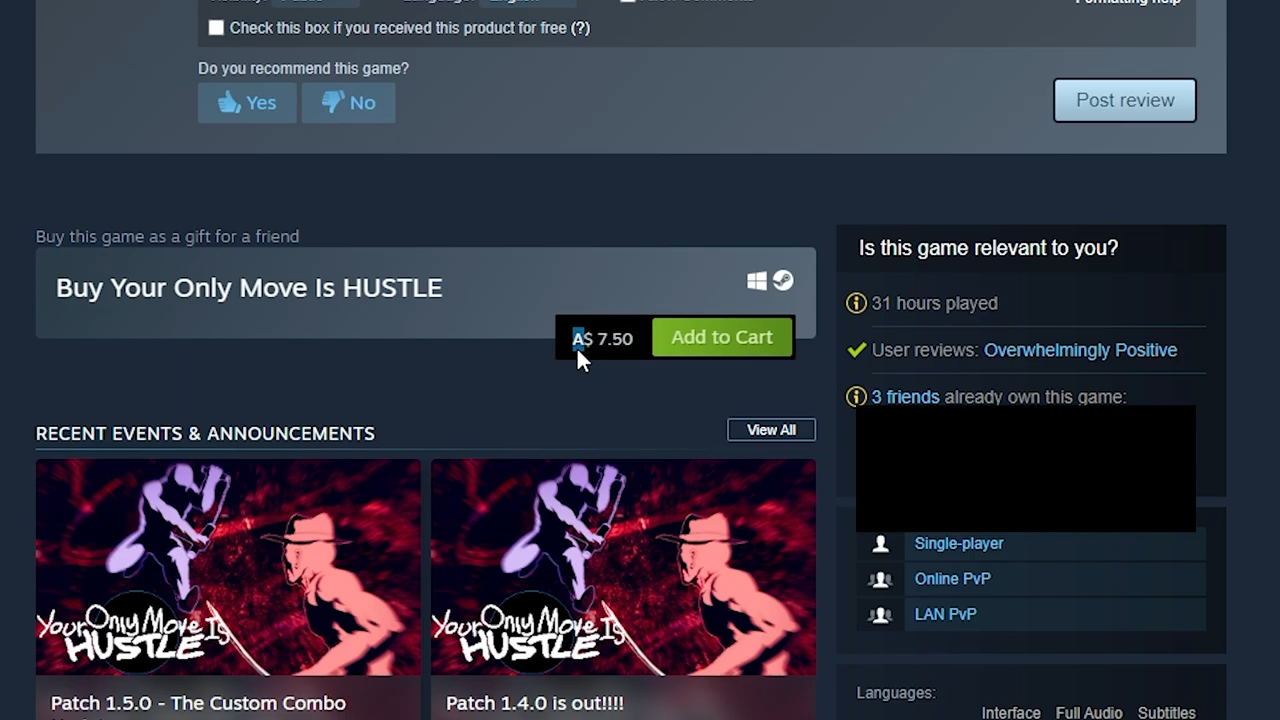 Formatting help
Check this box if you received this product for free (?)
Do you recommend this game?
Yes
No
Post review
Buy this game as a gift for a friend
Buy Your Only Move Is HUSTLE
A$ 7.50
Add to Cart
Is this game relevant to you?
31 hours played
User reviews: Overwhelmingly Positive
3 friends already own this game:
RECENT EVENTS & ANNOUNCEMENTS
View All
Your Only Move Is
HUSTLE
Your Only Move Is
HUSTLE
Patch 1.5.0 - The Custom Combo
Patch 1.4.0 is out!!!!
Single-player
Online PvP
LAN PvP
Languages:
Interface Full Audio Subtitles